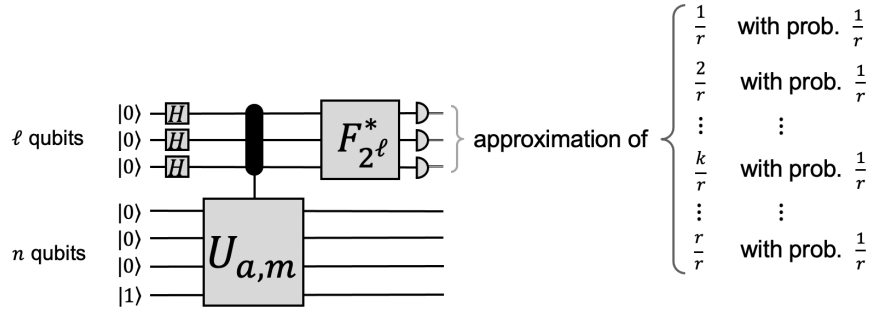 ℓ qubits
|0⟩ H
|0⟩ H
|0⟩ H
F*_{2^ℓ}
n qubits
|0⟩
|0⟩
|0⟩
|1⟩
U_{a,m}
approximation of
1/r with prob. 1/r
2/r with prob. 1/r
⋮ ⋮
k/r with prob. 1/r
⋮ ⋮
r/r with prob. 1/r